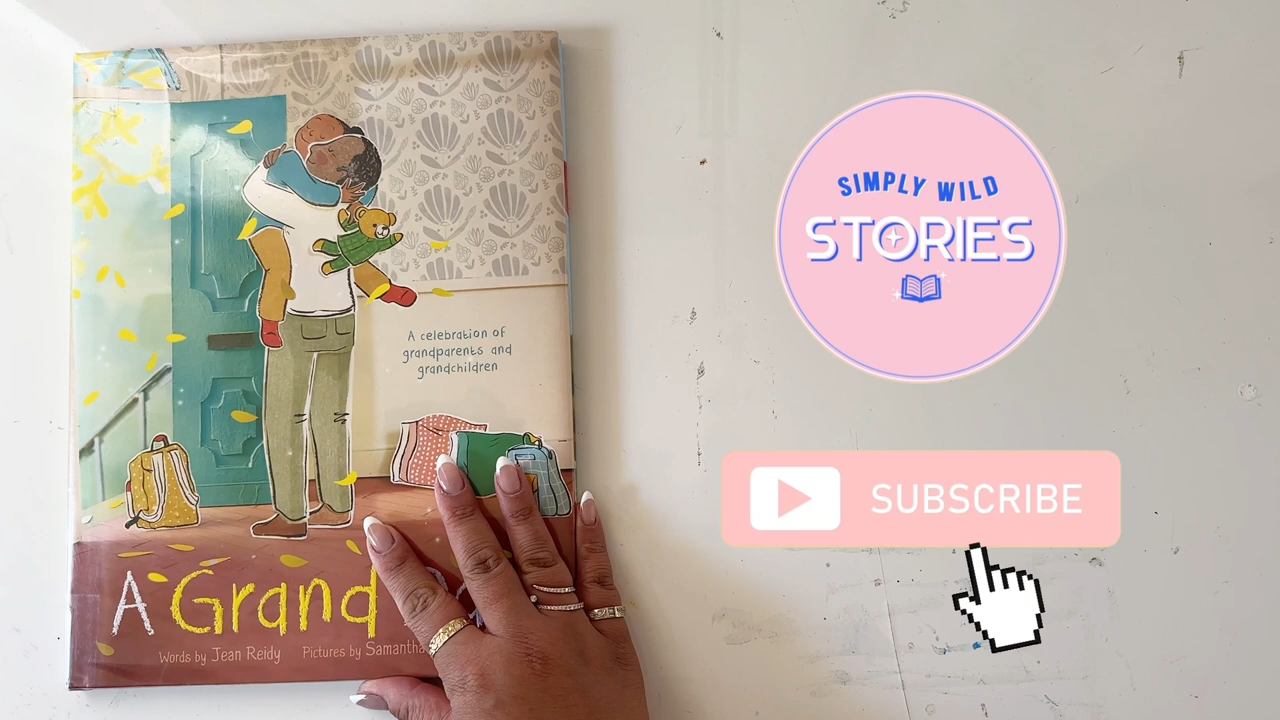 A celebration of
grandparents and
grandchildren
A Grand
Words by Jean Reidy Pictures by Samantha
SIMPLY WILD
STORIES
SUBSCRIBE